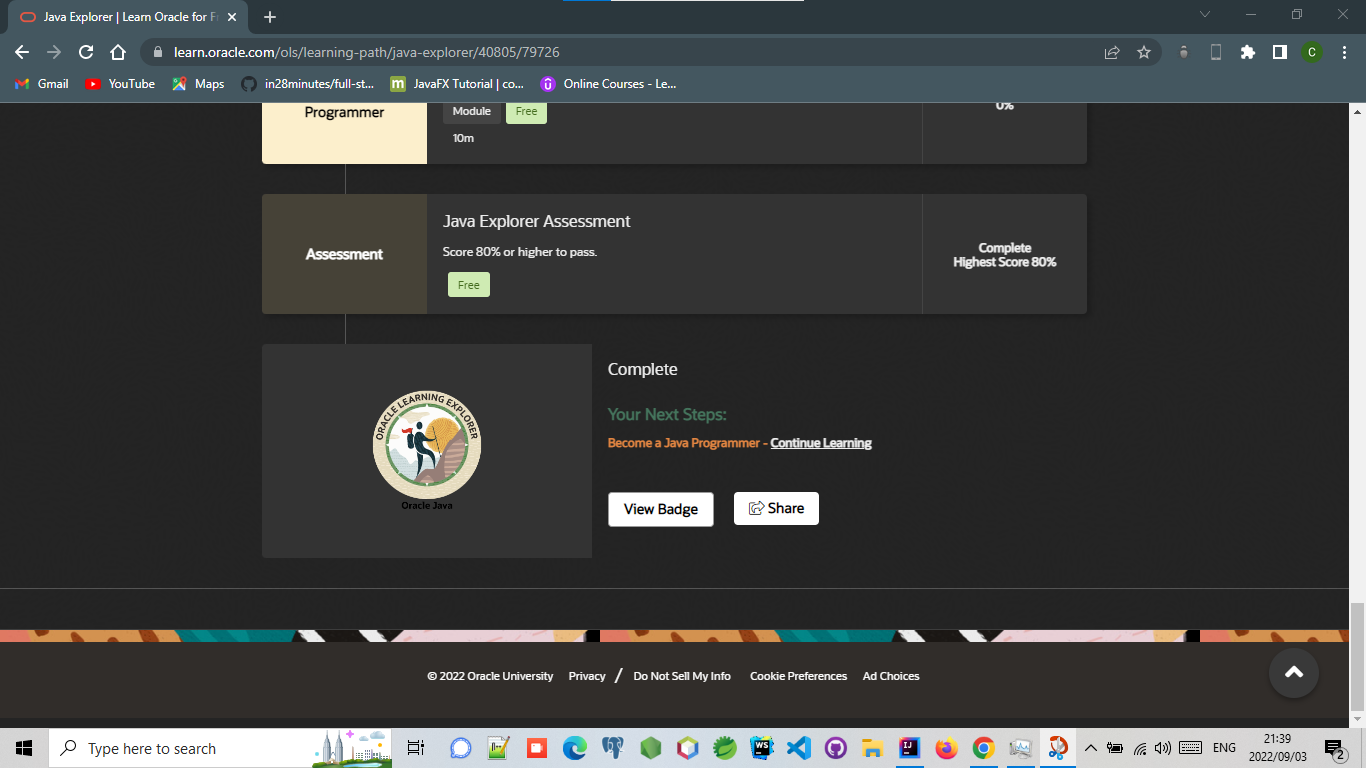 Java Explorer | Learn Oracle for Fr
learn.oracle.com/ols/learning-path/java-explorer/40805/79726
C
Gmail
YouTube
Maps
in28minutes/full-st...
m
JavaFX Tutorial | co...
Online Courses - Le...
Programmer
Module
Free
0%
10m
Assessment
Java Explorer Assessment
Score 80% or higher to pass.
Free
Complete
Highest Score 80%
ORACLE LEARNING EXPLORER
Oracle Java
Complete
Your Next Steps:
Become a Java Programmer - Continue Learning
View Badge
Share
© 2022 Oracle University
Privacy
/
Do Not Sell My Info
Cookie Preferences
Ad Choices
Type here to search
WS
IJ
ENG
21:39
2022/09/03
2